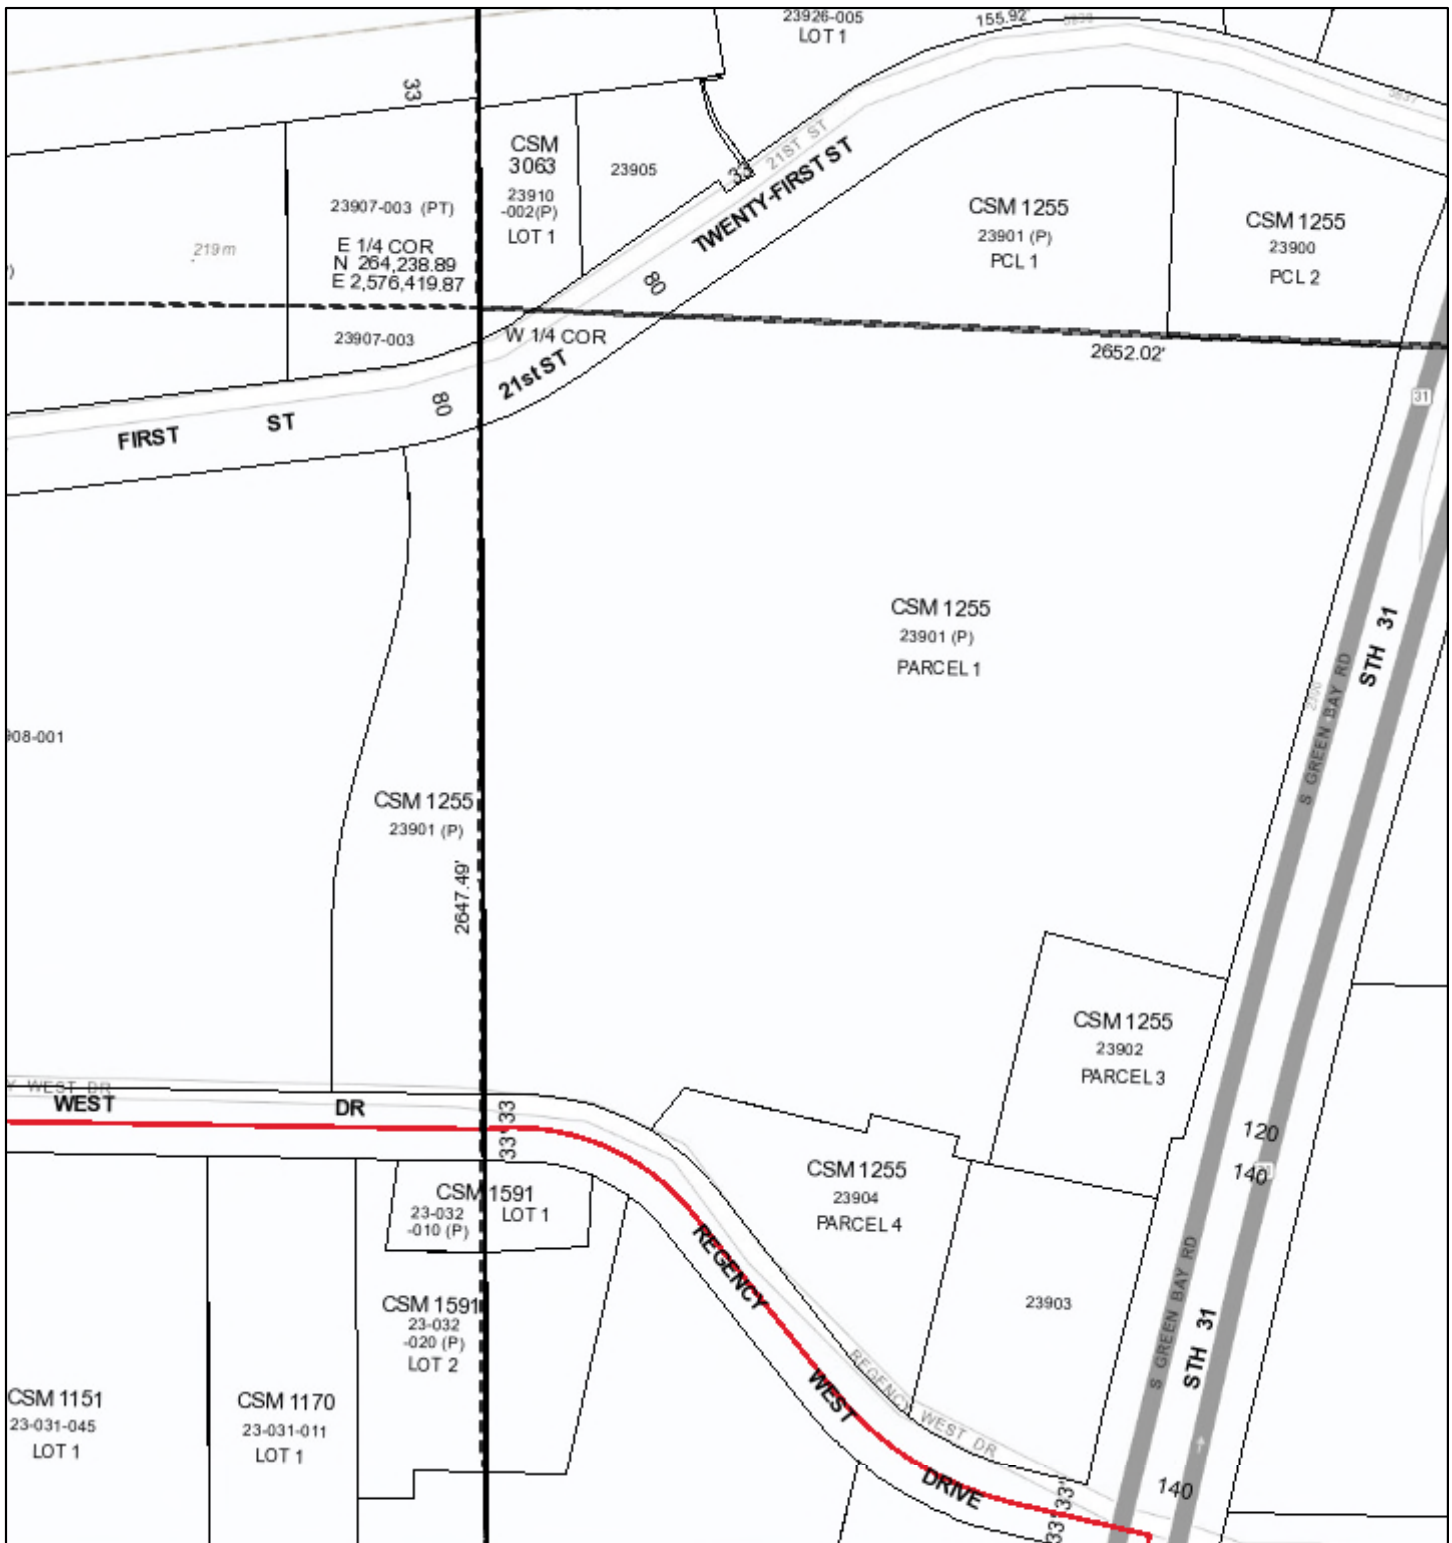 23926-005
LOT 1
155.92'
33
CSM
3063
23910
-002(P)
LOT 1
23905
33
21ST ST
TWENTY-FIRST ST
23907-003 (PT)
E 1/4 COR
N 264,238.89
E 2,576,419.87
219 m
CSM 1255
23901 (P)
PCL 1
CSM 1255
23900
PCL 2
80
23907-003
W 1/4 COR
21st ST
2652.02'
80
FIRST ST
31
CSM 1255
23901 (P)
PARCEL 1
STH 31
S GREEN BAY RD
908-001
CSM 1255
23901 (P)
2647.49'
CSM 1255
23902
PARCEL 3
WEST DR
WEST DR
33'
33'
120
140
CSM 1255
23904
PARCEL 4
CSM 1591
23-032
-010 (P)
LOT 1
REGENCY
WEST
DRIVE
CSM 1591
23-032
-020 (P)
LOT 2
23903
S GREEN BAY RD
STH 31
REGENCY WEST DR
CSM 1151
23-031-045
LOT 1
CSM 1170
23-031-011
LOT 1
33'
33'
140